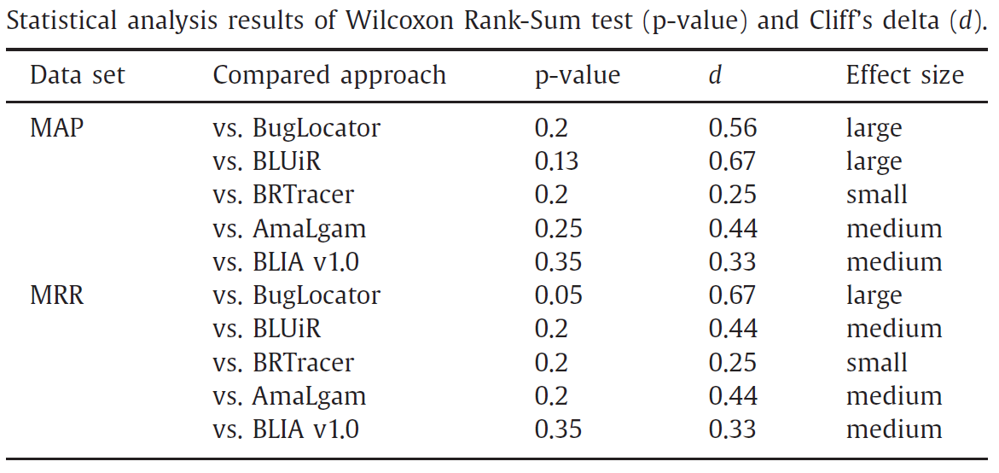 Statistical analysis results of Wilcoxon Rank-Sum test (p-value) and Cliff's delta (d).
Data set Compared approach p-value d Effect size
MAP vs. BugLocator 0.2 0.56 large
vs. BLUiR 0.13 0.67 large
vs. BRTracer 0.2 0.25 small
vs. AmaLgam 0.25 0.44 medium
vs. BLIA v1.0 0.35 0.33 medium
MRR vs. BugLocator 0.05 0.67 large
vs. BLUiR 0.2 0.44 medium
vs. BRTracer 0.2 0.25 small
vs. AmaLgam 0.2 0.44 medium
vs. BLIA v1.0 0.35 0.33 medium